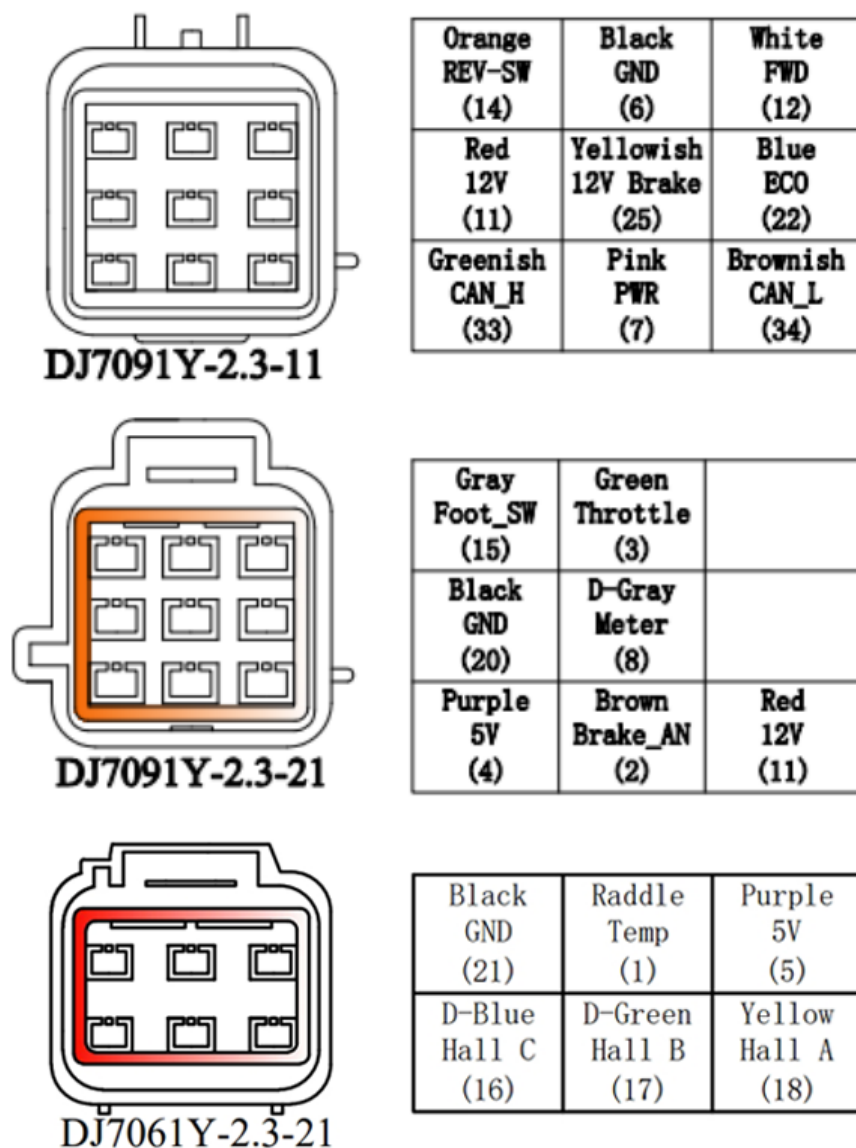 Orange Black White
REV-SW GND FWD
(14) (6) (12)
Red Yellowish Blue
12V 12V Brake ECO
(11) (25) (22)
Greenish Pink Brownish
CAN_H PWR CAN_L
(33) (7) (34)
DJ7091Y-2.3-11
Gray Green
Foot_SW Throttle
(15) (3)
Black D-Gray
GND Meter
(20) (8)
Purple Brown Red
5V Brake_AN 12V
(4) (2) (11)
DJ7091Y-2.3-21
Black Raddle Purple
GND Temp 5V
(21) (1) (5)
D-Blue D-Green Yellow
Hall C Hall B Hall A
(16) (17) (18)
DJ7061Y-2.3-21